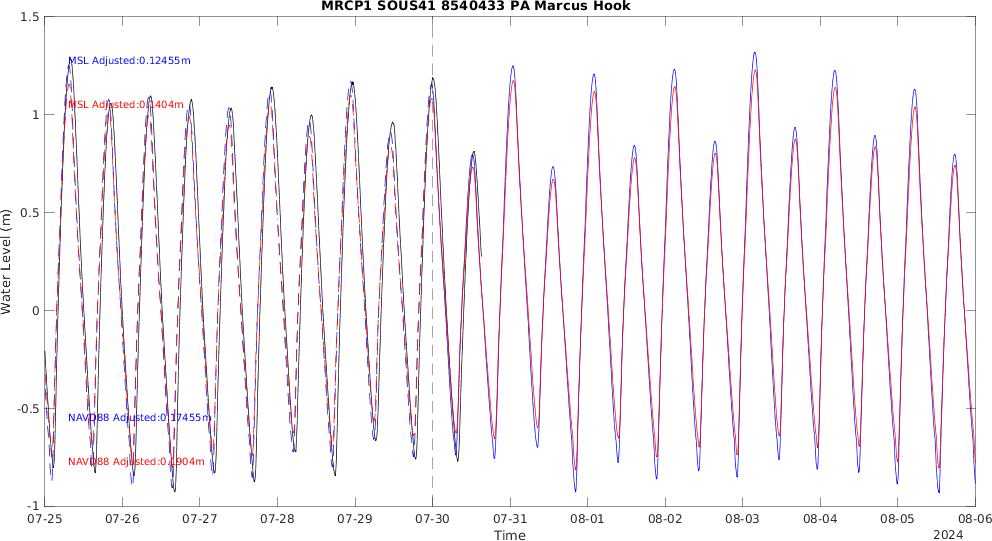 MRCP1 SOUS41 8540433 PA Marcus Hook
1.5
1
0.5
0
-0.5
-1
Water Level (m)
MSL Adjusted:0.12455m
MSL Adjusted:0.1404m
NAVD88 Adjusted:0.17455m
NAVD88 Adjusted:0.1904m
07-25
07-26
07-27
07-28
07-29
07-30
07-31
08-01
08-02
08-03
08-04
08-05
08-06
Time
2024